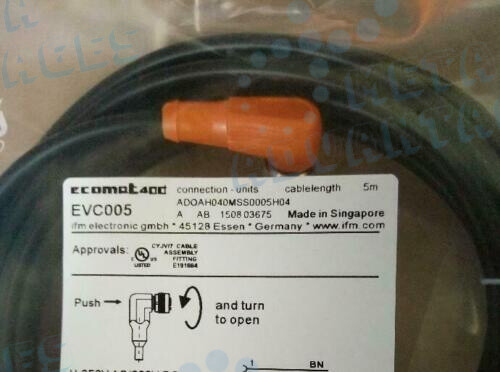 ecomat400 connection - units cablelength 5m
EVC005 ADOAH040MSS0005H04
A AB 1508 03675 Made in Singapore
ifm electronic gmbh * 45128 Essen * Germany * www.ifm.com
Approvals: UL LISTED CYJV/7 CABLE ASSEMBLY FITTING E191684
Push → and turn
to open
1 BN